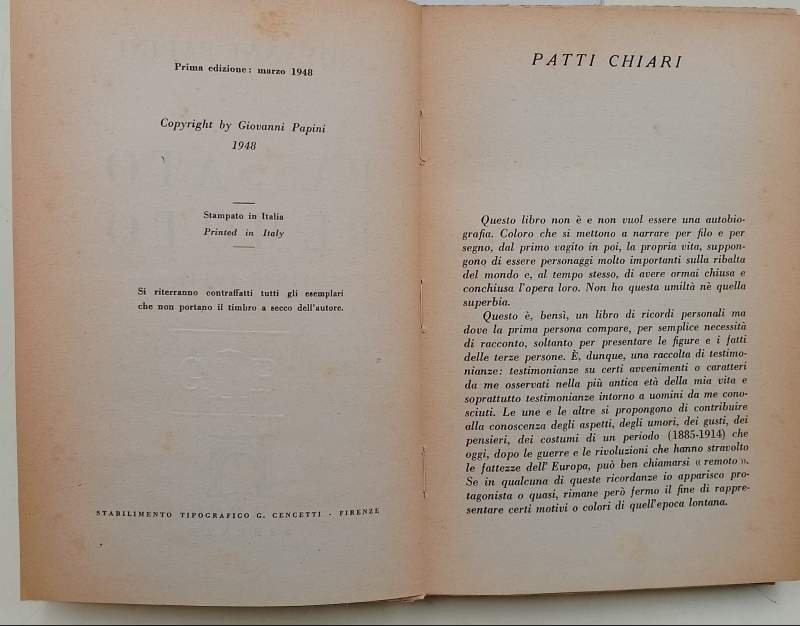 Prima edizione: marzo 1948
Copyright by Giovanni Papini
1948
Stampato in Italia
Printed in Italy
Si riterranno contraffatti tutti gli esemplari
che non portano il timbro a secco dell'autore.
STABILIMENTO TIPOGRAFICO G. CENCETTI - FIRENZE
PATTI CHIARI
Questo libro non è e non vuol essere una autobio-
grafia. Coloro che si mettono a narrare per filo e per
segno, dal primo vagito in poi, la propria vita, suppon-
gono di essere personaggi molto importanti sulla ribalta
del mondo e, al tempo stesso, di avere ormai chiusa e
conchiusa l'opera loro. Non ho questa umiltà nè quella
superbia.
Questo è, bensì, un libro di ricordi personali ma
dove la prima persona compare, per semplice necessità
di racconto, soltanto per presentare le figure e i fatti
delle terze persone. È, dunque, una raccolta di testimo-
nianze: testimonianze su certi avvenimenti o caratteri
da me osservati nella più antica età della mia vita e
soprattutto testimonianze intorno a uomini da me cono-
sciuti. Le une e le altre si propongono di contribuire
alla conoscenza degli aspetti, degli umori, dei gusti, dei
pensieri, dei costumi di un periodo (1885-1914) che
oggi, dopo le guerre e le rivoluzioni che hanno stravolto
le fattezze dell'Europa, può ben chiamarsi « remoto ».
Se in qualcuna di queste ricordanze io apparisco pro-
tagonista o quasi, rimane però fermo il fine di rappre-
sentare certi motivi o colori di quell'epoca lontana.